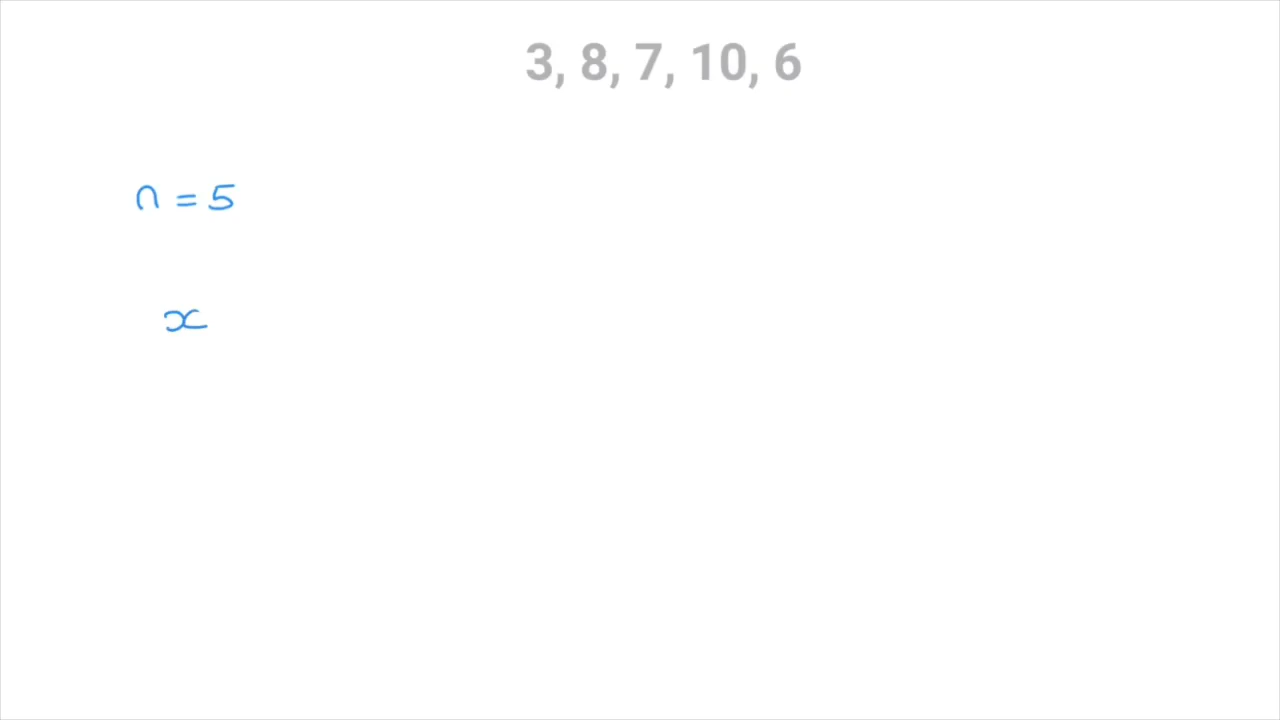 3, 8, 7, 10, 6
n = 5
x